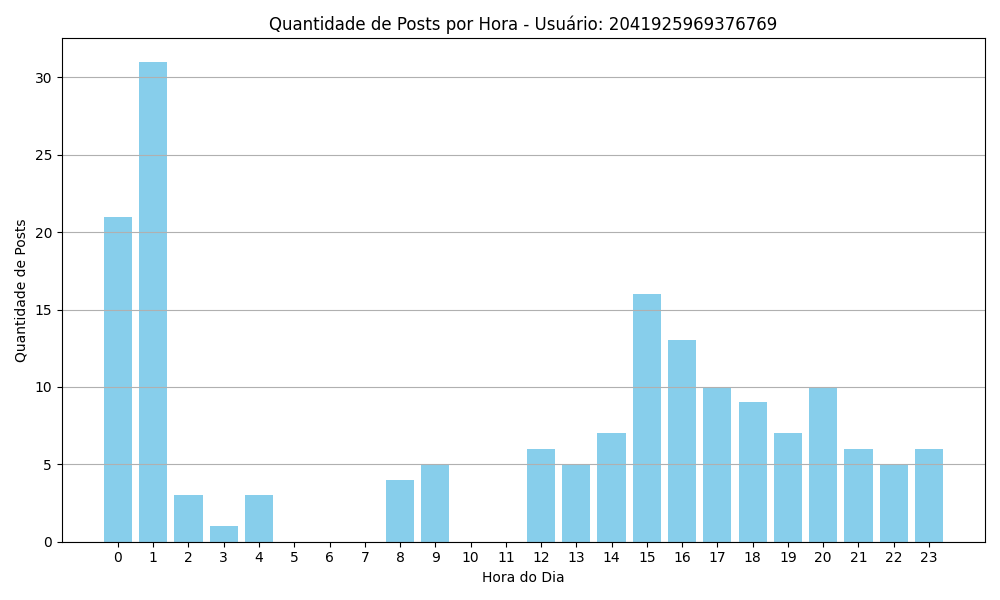 Quantidade de Posts por Hora - Usuário: 2041925969376769
Quantidade de Posts
30
25
20
15
10
5
0
0 1 2 3 4 5 6 7 8 9 10 11 12 13 14 15 16 17 18 19 20 21 22 23
Hora do Dia